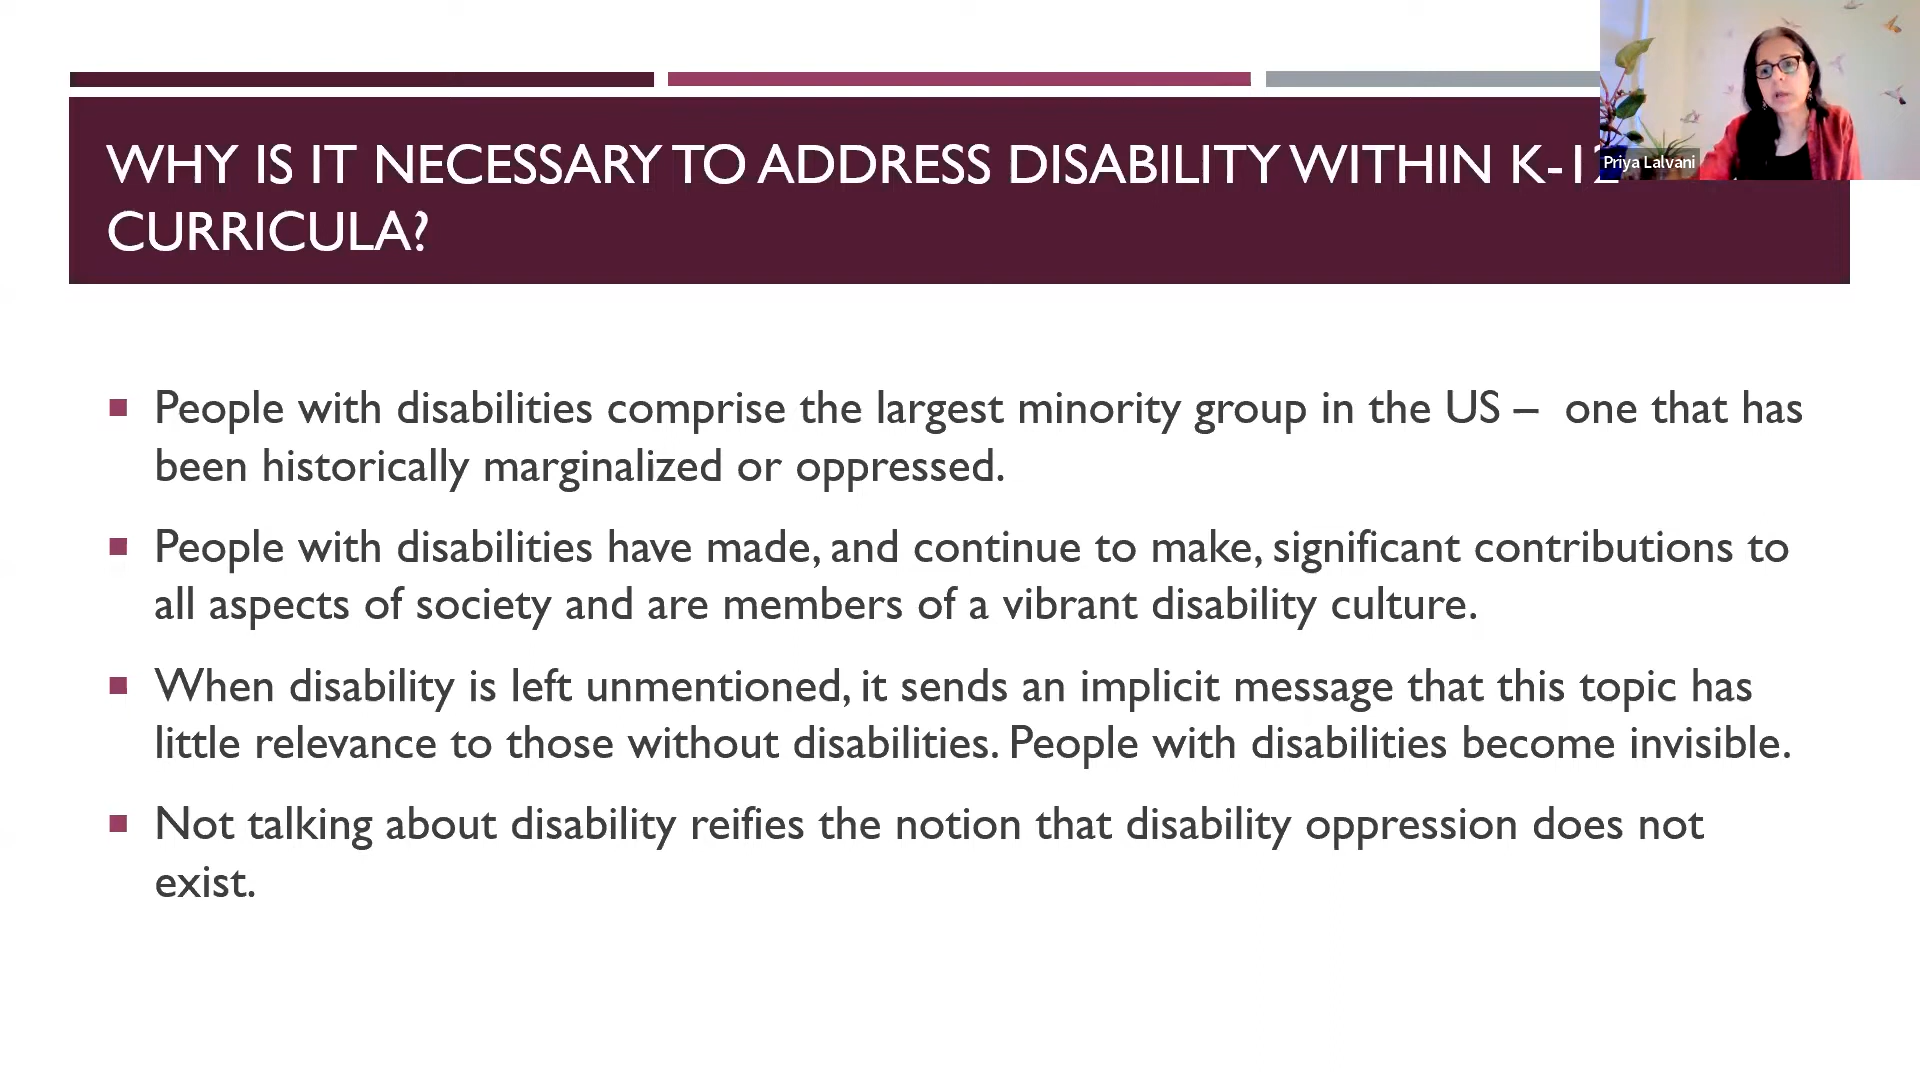 WHY IS IT NECESSARY TO ADDRESS DISABILITY WITHIN K-12
CURRICULA?
Priya Lalvani
People with disabilities comprise the largest minority group in the US – one that has
been historically marginalized or oppressed.
People with disabilities have made, and continue to make, significant contributions to
all aspects of society and are members of a vibrant disability culture.
When disability is left unmentioned, it sends an implicit message that this topic has
little relevance to those without disabilities. People with disabilities become invisible.
Not talking about disability reifies the notion that disability oppression does not
exist.